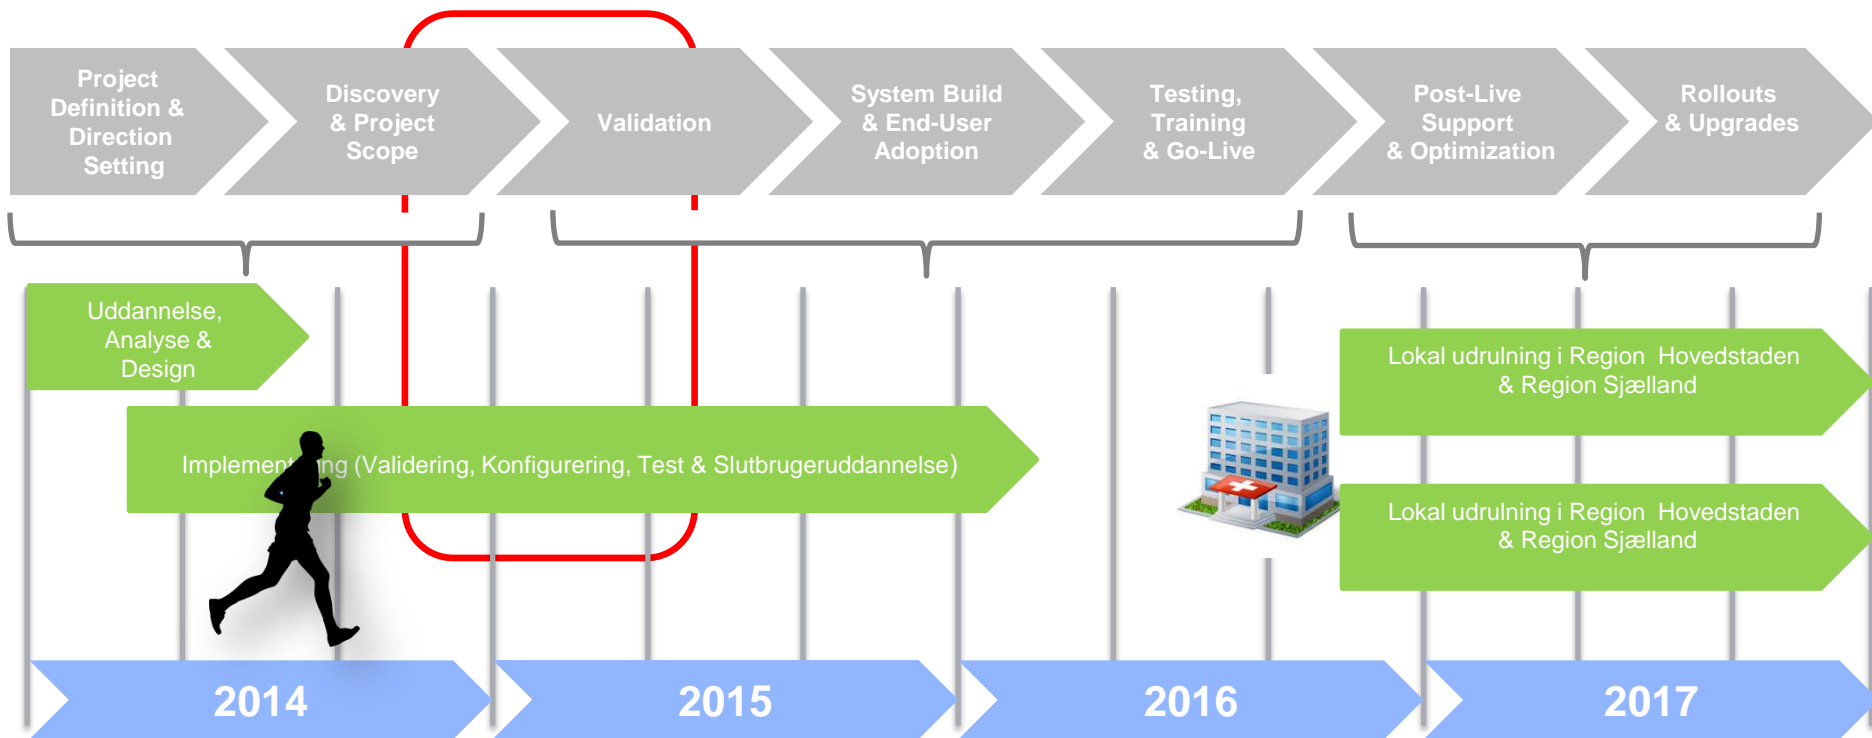 Project
Definition &
Direction
Setting
Discovery
& Project
Scope
Validation
System Build
& End-User
Adoption
Testing,
Training
& Go-Live
Post-Live
Support
& Optimization
Rollouts
& Upgrades
Uddannelse,
Analyse &
Design
Implementering (Validering, Konfigurering, Test & Slutbrugeruddannelse)
Lokal udrulning i Region Hovedstaden
& Region Sjælland
Lokal udrulning i Region Hovedstaden
& Region Sjælland
2014
2015
2016
2017